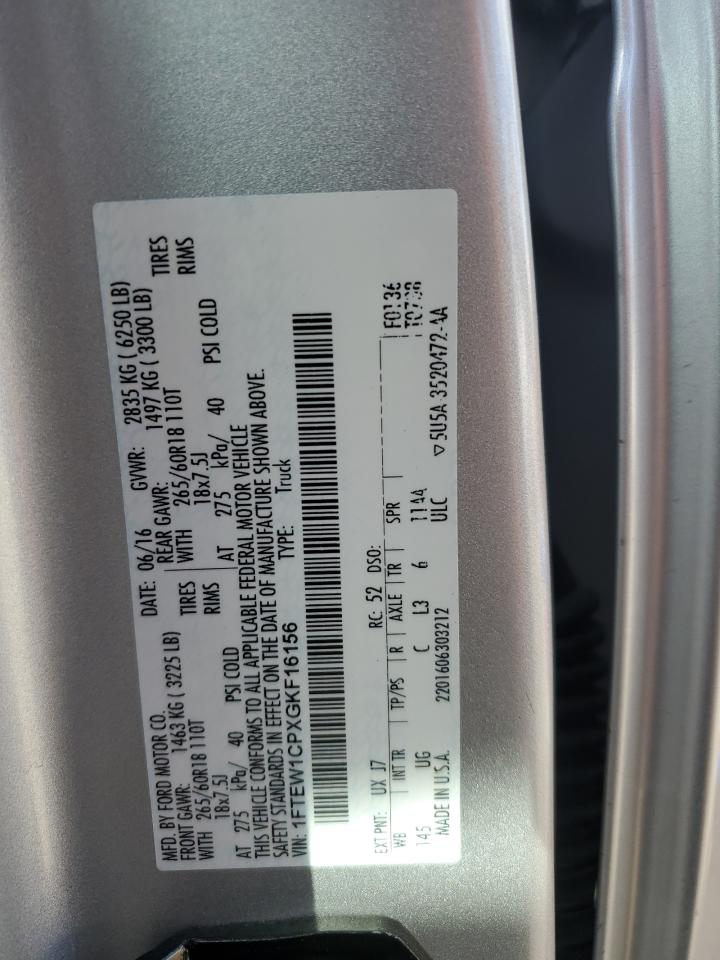 MFD. BY FORD MOTOR CO. DATE: 06/16 GVWR: 2835 KG ( 6250 LB)
FRONT GAWR: 1463 KG ( 3225 LB) REAR GAWR: 1497 KG ( 3300 LB)
WITH 265/60R18 110T TIRES WITH 265/60R18 110T TIRES
18x7.5J RIMS 18x7.5J RIMS
AT 275 kPa/ 40 PSI COLD AT 275 kPa/ 40 PSI COLD
THIS VEHICLE CONFORMS TO ALL APPLICABLE FEDERAL MOTOR VEHICLE
SAFETY STANDARDS IN EFFECT ON THE DATE OF MANUFACTURE SHOWN ABOVE.
VIN: 1FTEW1CPXGKF16156 TYPE: Truck
EXT PNT: UX J7 RC: 52 DSO: F0136
WB INT TR TP/PS R AXLE TR SPR
145 UG C L3 6 1144
MADE IN U.S.A. 2201606303212 ULC ▽5U5A-3520472-AA